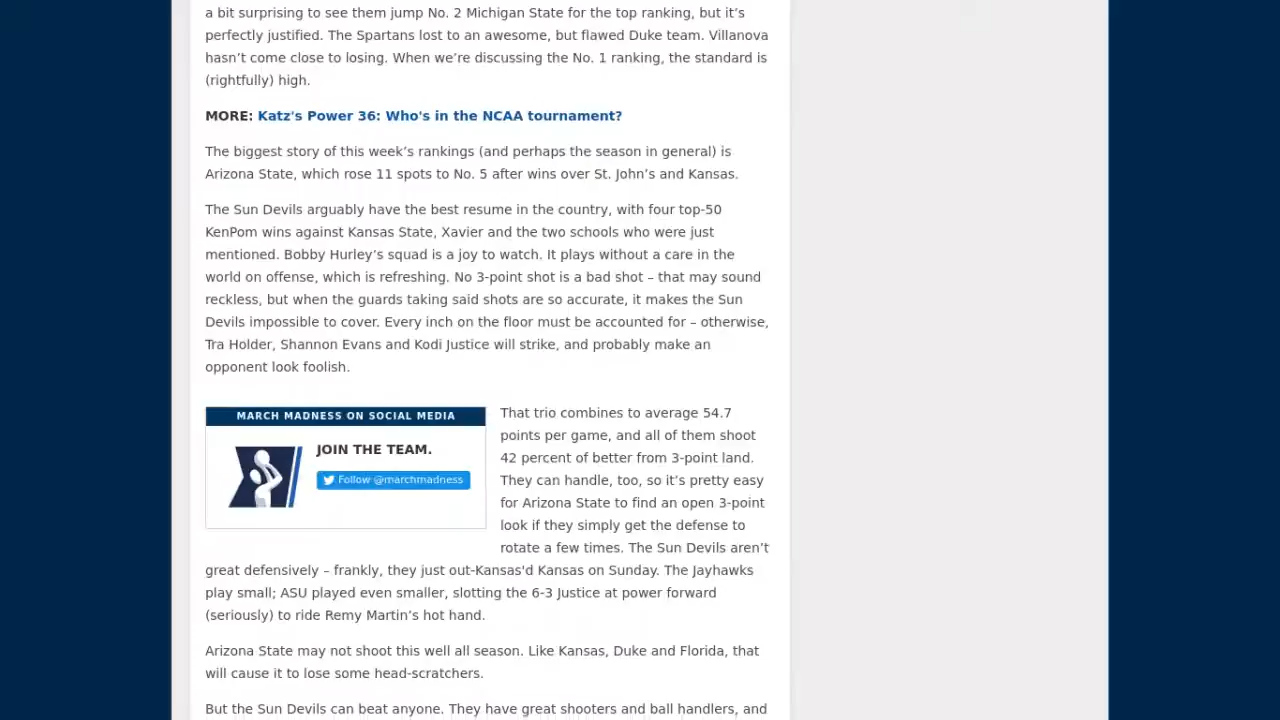 a bit surprising to see them jump No. 2 Michigan State for the top ranking, but it’s
perfectly justified. The Spartans lost to an awesome, but flawed Duke team. Villanova
hasn’t come close to losing. When we’re discussing the No. 1 ranking, the standard is
(rightfully) high.
MORE: Katz's Power 36: Who's in the NCAA tournament?
The biggest story of this week’s rankings (and perhaps the season in general) is
Arizona State, which rose 11 spots to No. 5 after wins over St. John’s and Kansas.
The Sun Devils arguably have the best resume in the country, with four top-50
KenPom wins against Kansas State, Xavier and the two schools who were just
mentioned. Bobby Hurley’s squad is a joy to watch. It plays without a care in the
world on offense, which is refreshing. No 3-point shot is a bad shot – that may sound
reckless, but when the guards taking said shots are so accurate, it makes the Sun
Devils impossible to cover. Every inch on the floor must be accounted for – otherwise,
Tra Holder, Shannon Evans and Kodi Justice will strike, and probably make an
opponent look foolish.
MARCH MADNESS ON SOCIAL MEDIA
JOIN THE TEAM.
Follow @marchmadness
That trio combines to average 54.7
points per game, and all of them shoot
42 percent of better from 3-point land.
They can handle, too, so it’s pretty easy
for Arizona State to find an open 3-point
look if they simply get the defense to
rotate a few times. The Sun Devils aren’t
great defensively – frankly, they just out-Kansas'd Kansas on Sunday. The Jayhawks
play small; ASU played even smaller, slotting the 6-3 Justice at power forward
(seriously) to ride Remy Martin’s hot hand.
Arizona State may not shoot this well all season. Like Kansas, Duke and Florida, that
will cause it to lose some head-scratchers.
But the Sun Devils can beat anyone. They have great shooters and ball handlers, and